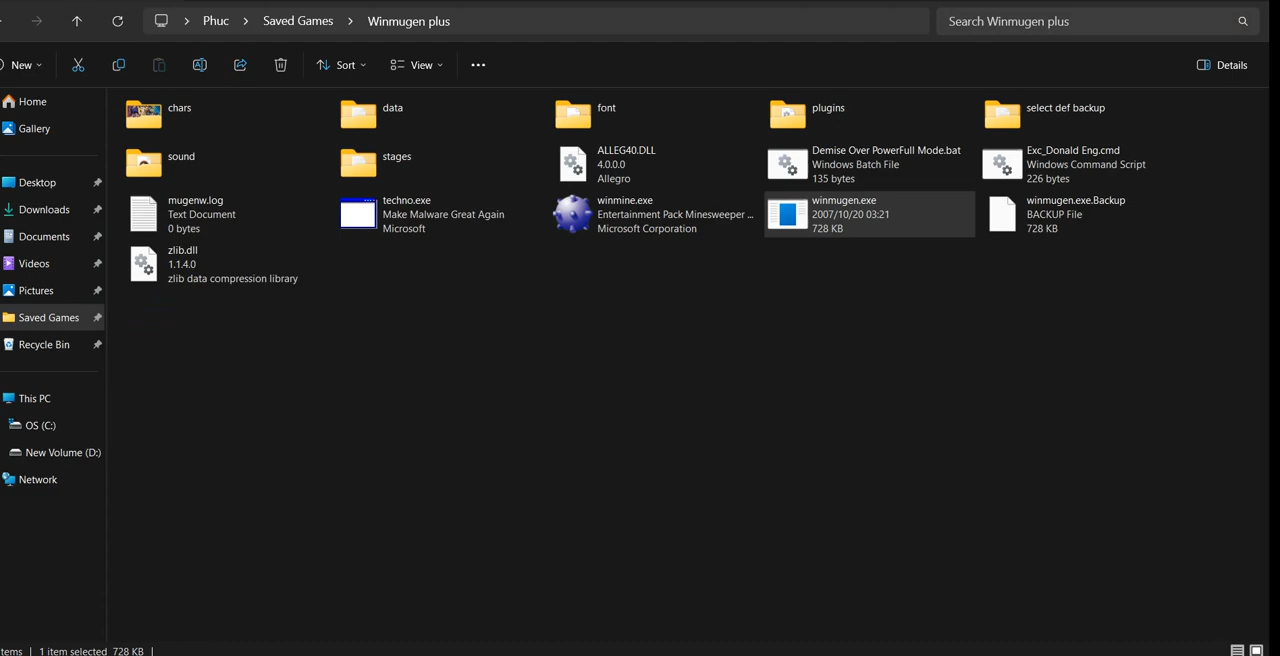 Phuc
Saved Games
Winmugen plus
Search Winmugen plus
New
Sort
View
Details
Home
Gallery
Desktop
Downloads
Documents
Videos
Pictures
Saved Games
Recycle Bin
This PC
OS (C:)
New Volume (D:)
Network
chars
data
font
plugins
select def backup
sound
stages
ALLEG40.DLL
4.0.0.0
Allegro
Demise Over PowerFull Mode.bat
Windows Batch File
135 bytes
Exc_Donald Eng.cmd
Windows Command Script
226 bytes
mugenw.log
Text Document
0 bytes
techno.exe
Make Malware Great Again
Microsoft
winmine.exe
Entertainment Pack Minesweeper ...
Microsoft Corporation
winmugen.exe
2007/10/20 03:21
728 KB
winmugen.exe.Backup
BACKUP File
728 KB
zlib.dll
1.1.4.0
zlib data compression library
tems | 1 item selected 728 KB |